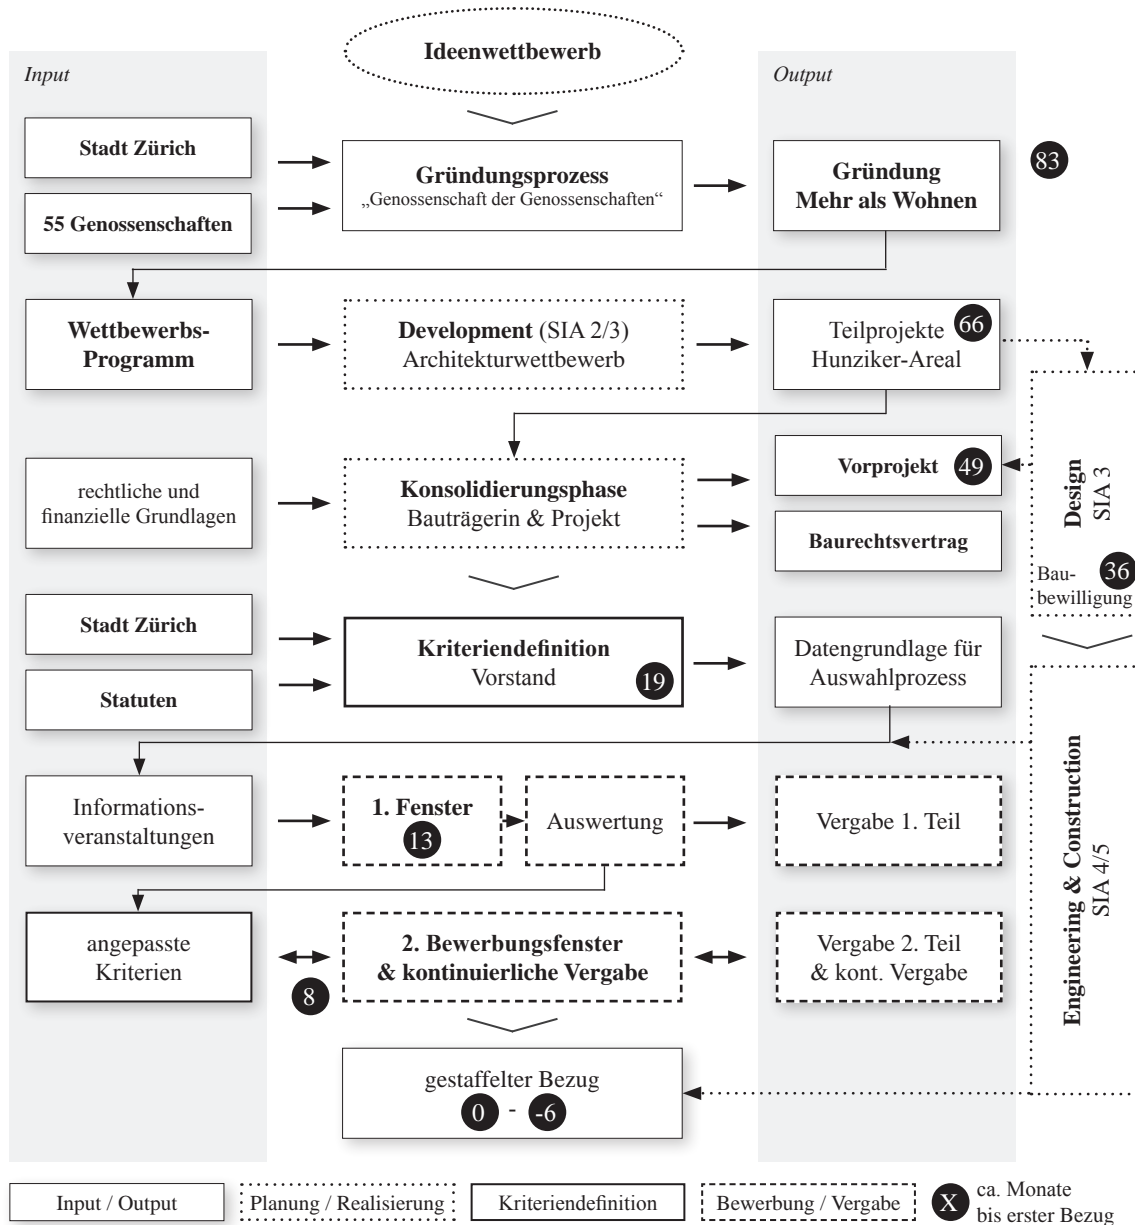 Ideenwettbewerb
Input
Output
Stadt Zürich
55 Genossenschaften
Gründungsprozess
„Genossenschaft der Genossenschaften“
Gründung
Mehr als Wohnen
83
Wettbewerbs-
Programm
Development (SIA 2/3)
Architekturwettbewerb
Teilprojekte
Hunziker-Areal
66
rechtliche und
finanzielle Grundlagen
Konsolidierungsphase
Bauträgerin & Projekt
Vorprojekt
49
Baurechtsvertrag
Design
SIA 3
Bau-
bewilligung
36
Stadt Zürich
Statuten
Kriteriendefinition
Vorstand
19
Datengrundlage für
Auswahlprozess
Engineering & Construction
SIA 4/5
Informations-
veranstaltungen
1. Fenster
13
Auswertung
Vergabe 1. Teil
angepasste
Kriterien
8
2. Bewerbungsfenster
& kontinuierliche Vergabe
Vergabe 2. Teil
& kont. Vergabe
gestaffelter Bezug
0 - -6
Input / Output
Planung / Realisierung
Kriteriendefinition
Bewerbung / Vergabe
X
ca. Monate
bis erster Bezug